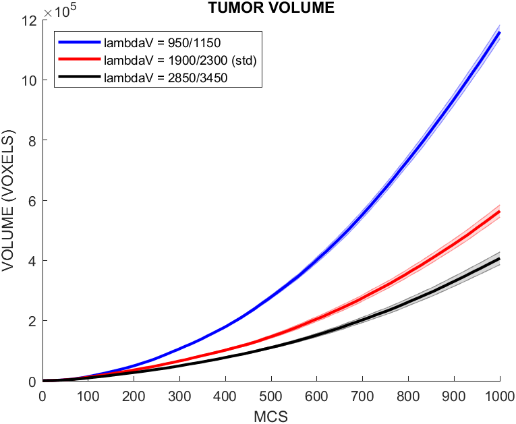 TUMOR VOLUME
×10^5
lambdaV = 950/1150
lambdaV = 1900/2300 (std)
lambdaV = 2850/3450
VOLUME (VOXELS)
12
10
8
6
4
2
0
0 100 200 300 400 500 600 700 800 900 1000
MCS